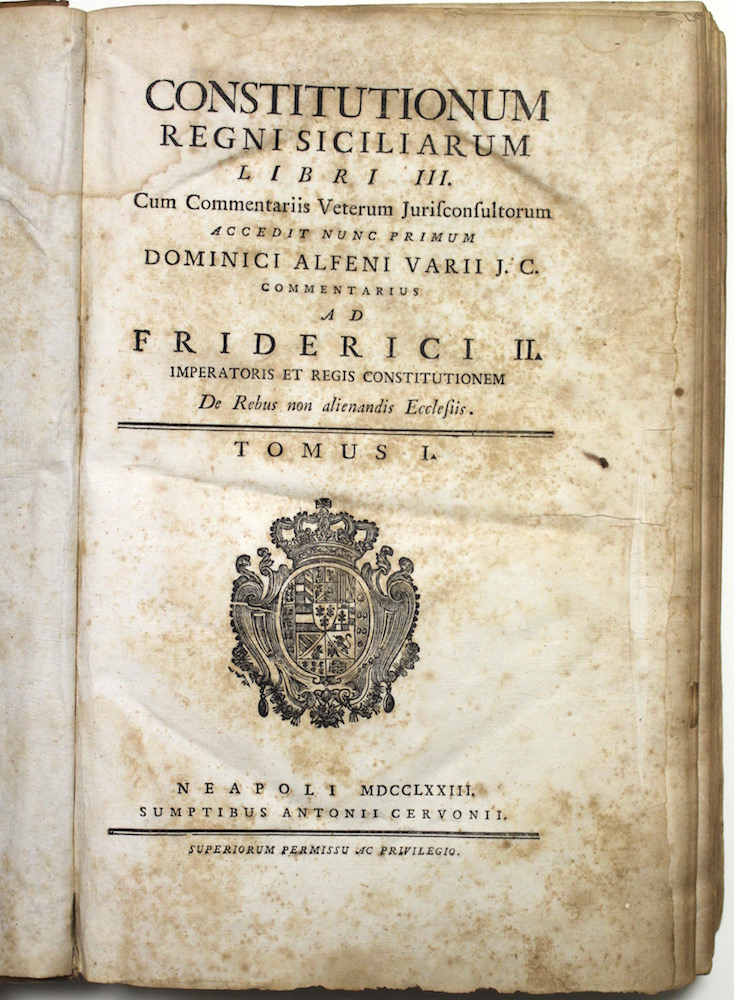 CONSTITUTIONUM
REGNI SICILIARUM
LIBRI III.
Cum Commentariis Veterum Jurisconsultorum
ACCEDIT NUNC PRIMUM
DOMINICI ALFENI VARII J. C.
COMMENTARIUS
AD
FRIDERICI II.
IMPERATORIS ET REGIS CONSTITUTIONEM
De Rebus non alienandis Ecclesiis.
TOMUS I.
NEAPOLI MDCCLXXIII.
SUMPTIBUS ANTONII CERVONII.
SUPERIORUM PERMISSU AC PRIVILEGIO.